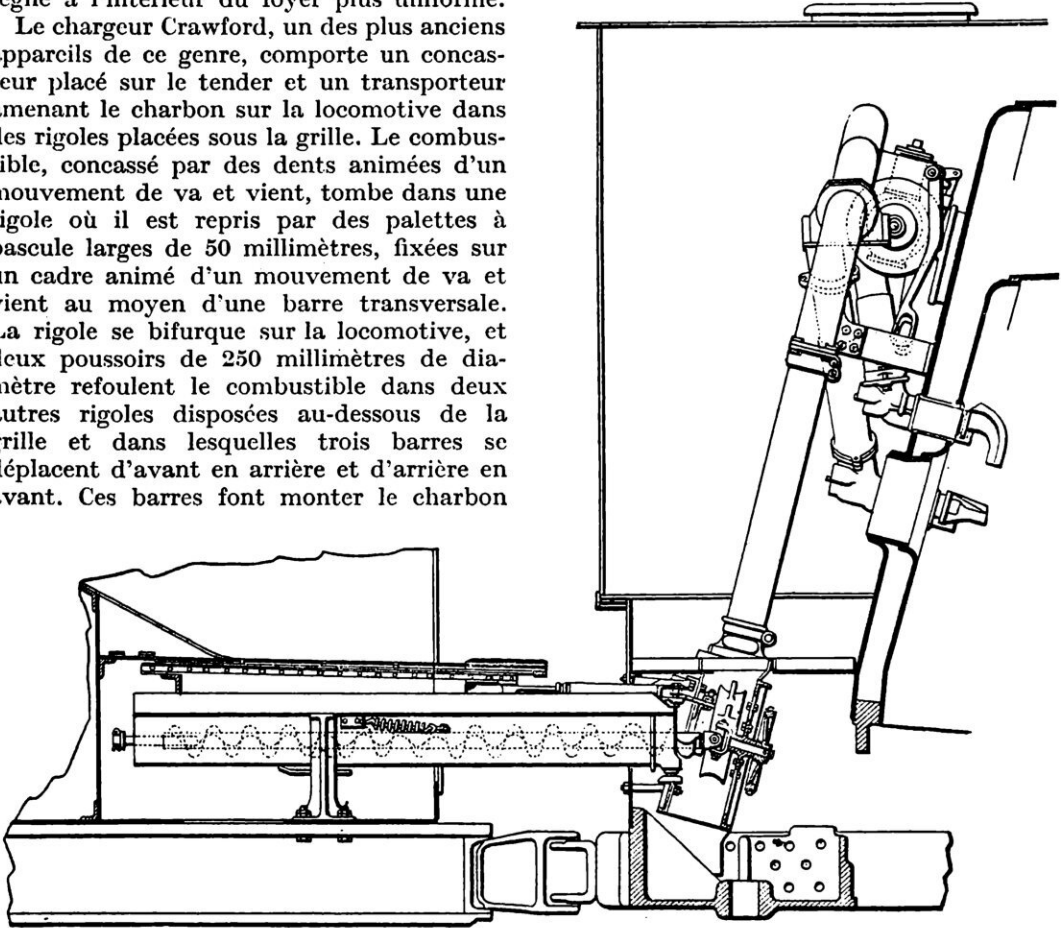 règne à l'intérieur du foyer plus uniforme.
Le chargeur Crawford, un des plus anciens
appareils de ce genre, comporte un concas-
seur placé sur le tender et un transporteur
amenant le charbon sur la locomotive dans
des rigoles placées sous la grille. Le combus-
tible, concassé par des dents animées d'un
mouvement de va et vient, tombe dans une
rigole où il est repris par des palettes à
bascule larges de 50 millimètres, fixées sur
un cadre animé d'un mouvement de va et
vient au moyen d'une barre transversale.
La rigole se bifurque sur la locomotive, et
deux poussoirs de 250 millimètres de dia-
mètre refoulent le combustible dans deux
autres rigoles disposées au-dessous de la
grille et dans lesquelles trois barres se
déplacent d'avant en arrière et d'arrière en
avant. Ces barres font monter le charbon